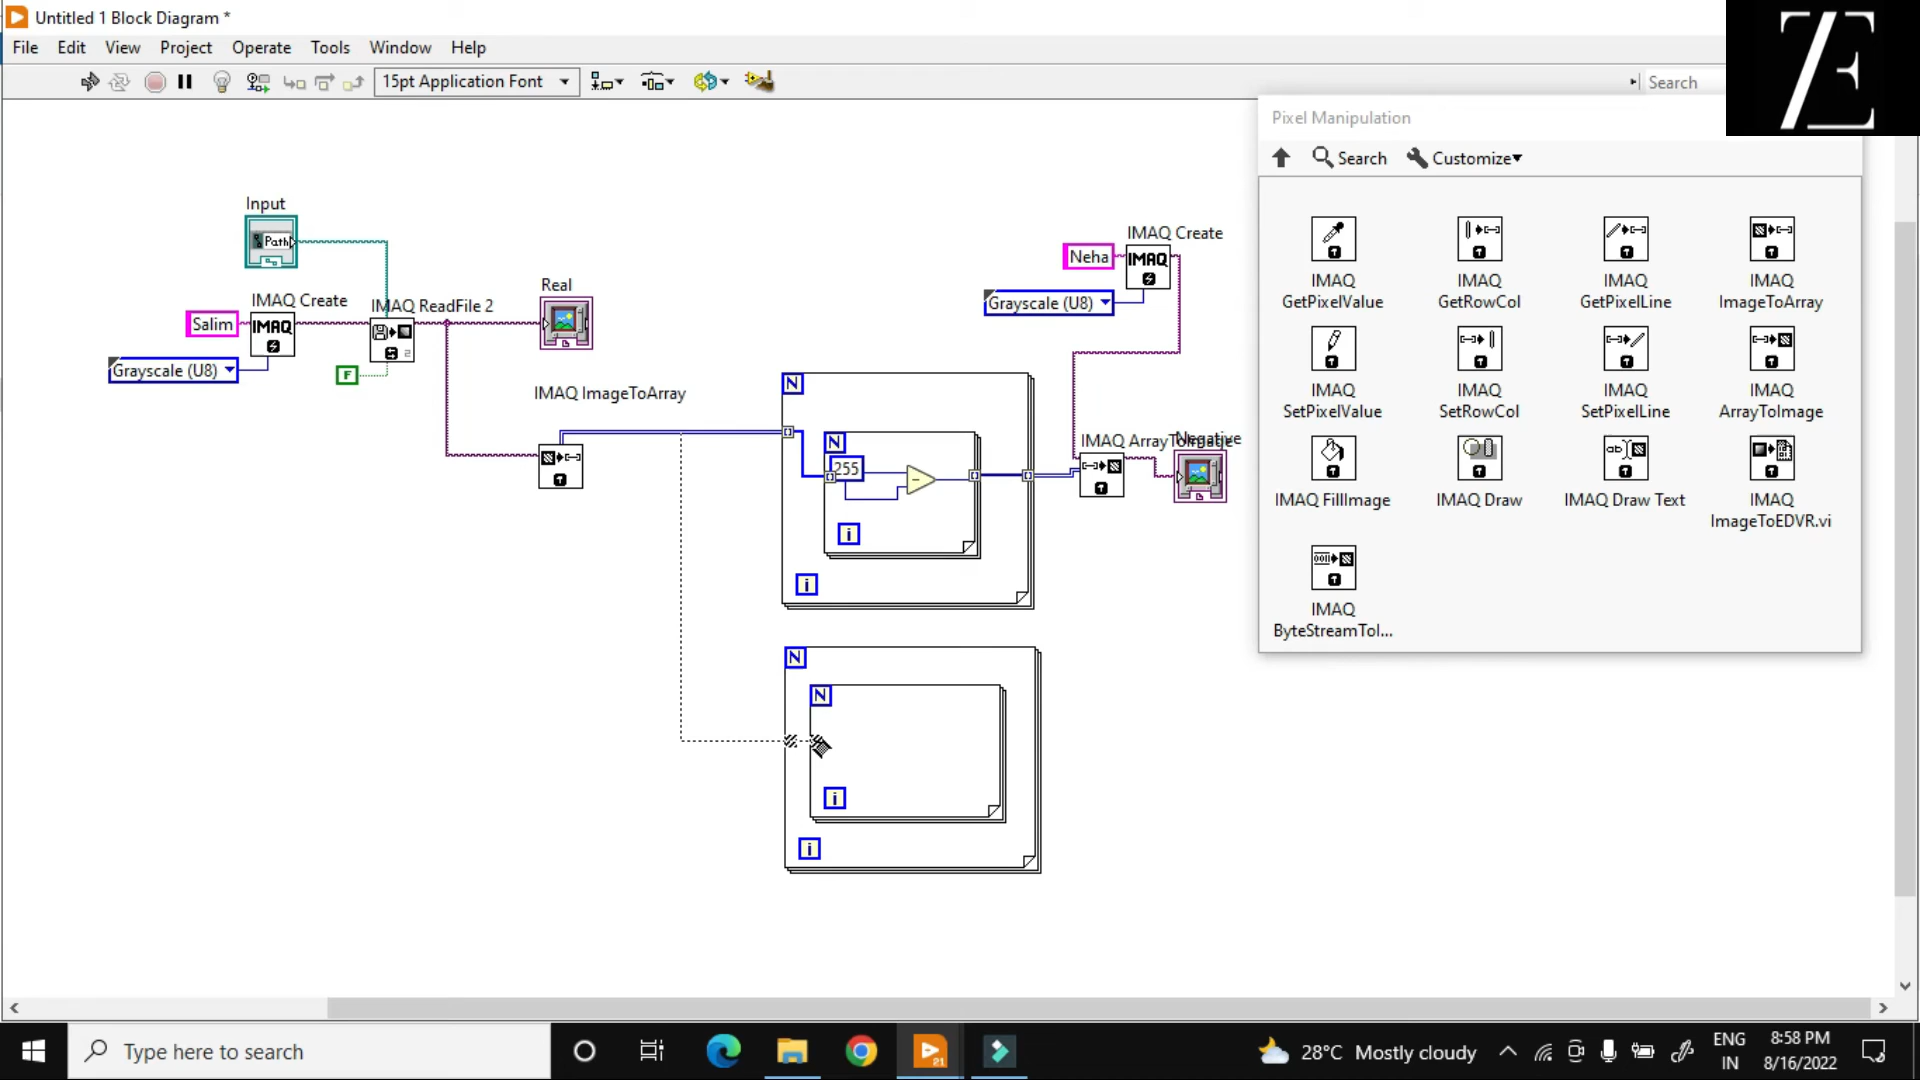 Untitled 1 Block Diagram *
File Edit View Project Operate Tools Window Help
15pt Application Font
Search
ZE
Pixel Manipulation
Search Customize
IMAQ GetPixelValue
IMAQ GetRowCol
IMAQ GetPixelLine
IMAQ ImageToArray
IMAQ SetPixelValue
IMAQ SetRowCol
IMAQ SetPixelLine
IMAQ ArrayToImage
IMAQ FillImage
IMAQ Draw
IMAQ Draw Text
IMAQ ImageToEDVR.vi
IMAQ ByteStreamToI...
Input
Path
IMAQ Create
Salim
IMAQ
Grayscale (U8)
IMAQ ReadFile 2
2
F
Real
IMAQ ImageToArray
IMAQ Create
Neha
IMAQ
Grayscale (U8)
N
N
255
-
i
i
IMAQ ArrayToImage
Negative
N
N
i
i
Type here to search
21
28°C Mostly cloudy
ENG
IN
8:58 PM
8/16/2022